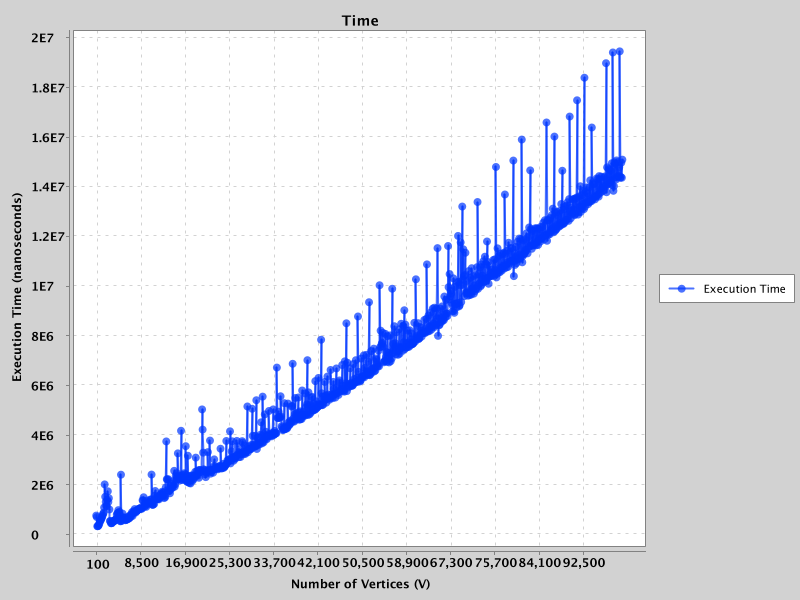 Time
2E7
1.8E7
1.6E7
1.4E7
1.2E7
1E7
8E6
6E6
4E6
2E6
0
Execution Time (nanoseconds)
100 8,500 16,900 25,300 33,700 42,100 50,500 58,900 67,300 75,700 84,100 92,500
Number of Vertices (V)
Execution Time